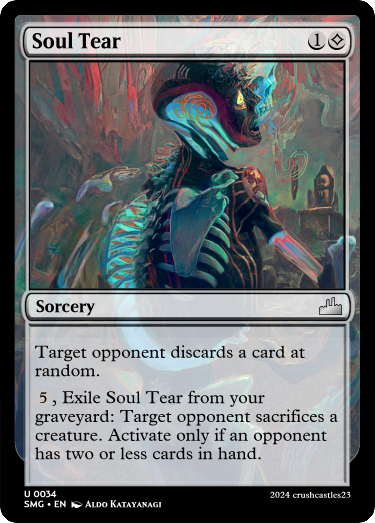 Soul Tear 1
Sorcery
Target opponent discards a card at
random.
5 , Exile Soul Tear from your
graveyard: Target opponent sacrifices a
creature. Activate only if an opponent
has two or less cards in hand.
U 0034
SMG • EN Aldo Katayanagi
2024 crushcastles23